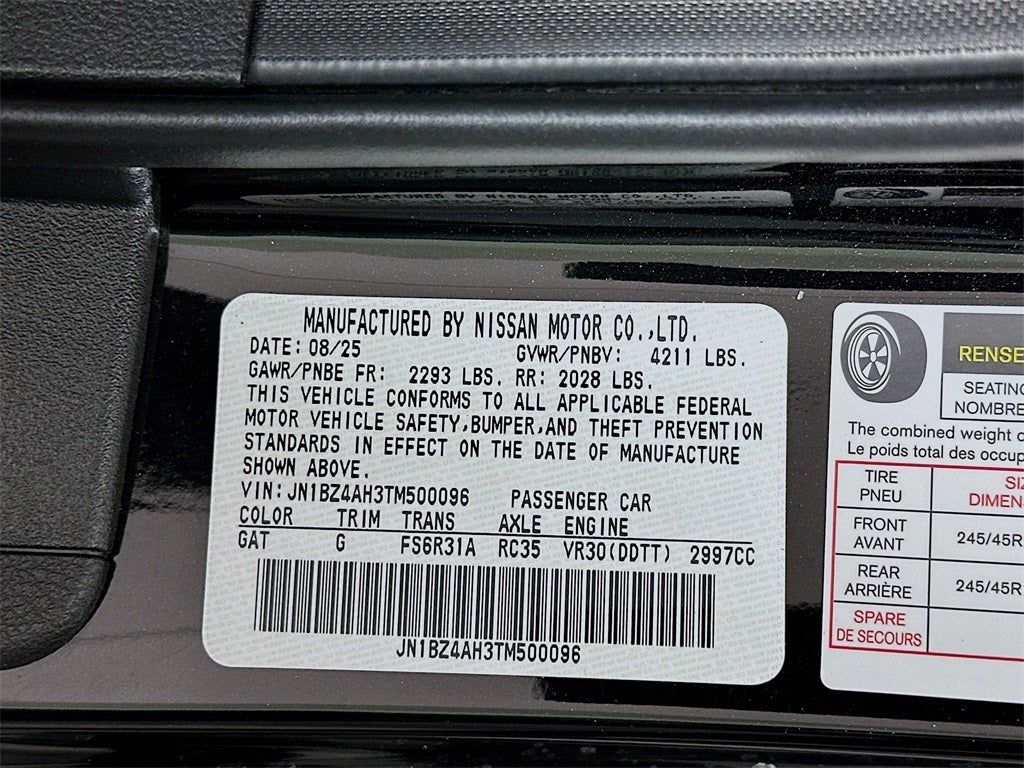 MANUFACTURED BY NISSAN MOTOR CO.,LTD.
DATE: 08/25 GVWR/PNBV: 4211 LBS.
GAWR/PNBE FR: 2293 LBS. RR: 2028 LBS.
THIS VEHICLE CONFORMS TO ALL APPLICABLE FEDERAL
MOTOR VEHICLE SAFETY,BUMPER,AND THEFT PREVENTION
STANDARDS IN EFFECT ON THE DATE OF MANUFACTURE
SHOWN ABOVE.
VIN: JN1BZ4AH3TM500096 PASSENGER CAR
COLOR TRIM TRANS AXLE ENGINE
GAT G FS6R31A RC35 VR30(DDTT) 2997CC
JN1BZ4AH3TM500096
RENSE
SEATING
NOMBRE
The combined weight o
Le poids total des occup
TIRE SIZ
PNEU DIMEN
FRONT
AVANT 245/45R
REAR
ARRIÈRE 245/45R
SPARE
DE SECOURS